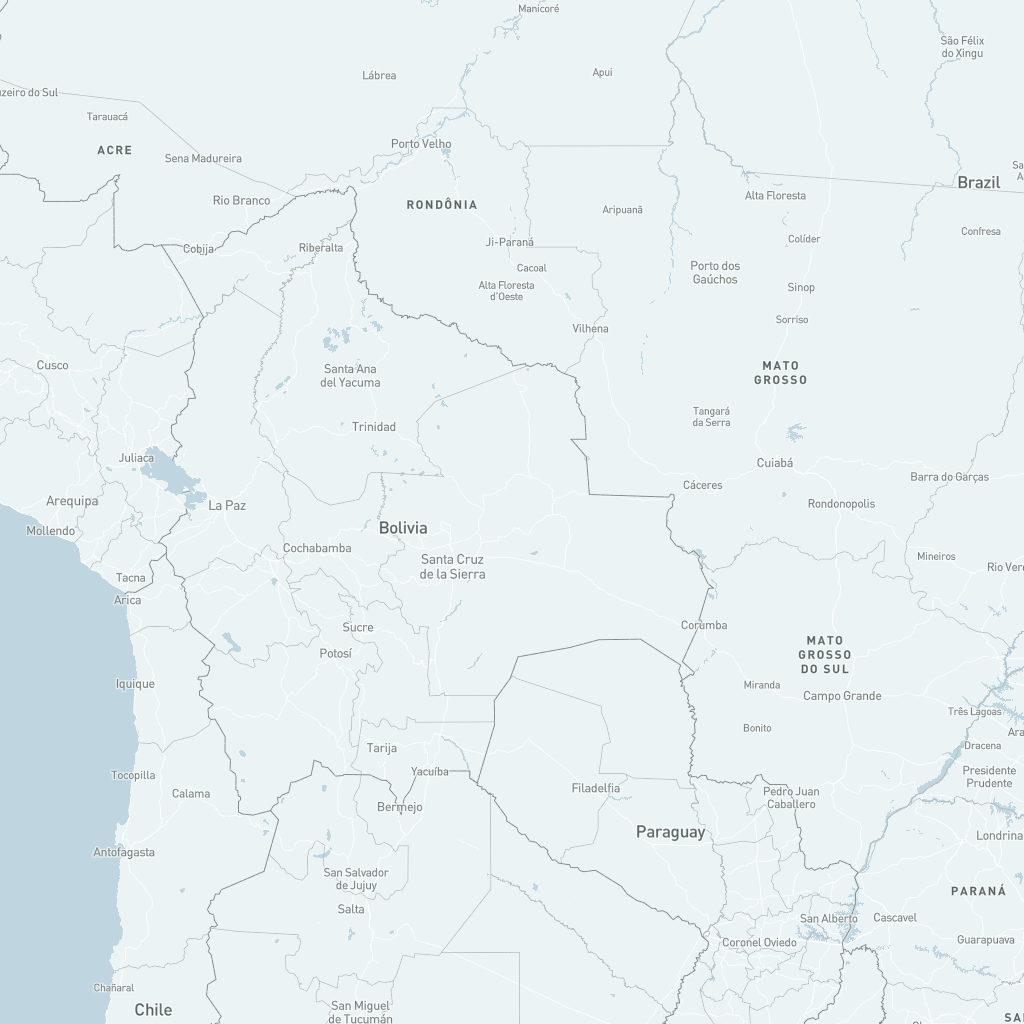 Manicoré
São Félix
do Xingu
Lábrea
Apui
zeiro do Sul
Tarauacá
Porto Velho
ACRE
Sena Madureira
Brazil
Rio Branco
RONDÔNIA
Aripuanã
Alta Floresta
Confresa
Colíder
Ji-Paraná
Cobija
Riberalta
Cacoal
Porto dos
Gaúchos
Alta Floresta
d'Oeste
Sinop
Sorriso
Vilhena
Cusco
Santa Ana
del Yacuma
MATO
GROSSO
Tangará
da Serra
Trinidad
Juliaca
Cuiabá
Barra do Garças
Cáceres
Arequipa
La Paz
Rondonopolis
Mollendo
Bolivia
Cochabamba
Santa Cruz
de la Sierra
Mineiros
Rio Ver
Tacna
Arica
Sucre
Corumba
Potosí
MATO
GROSSO
DO SUL
Iquique
Miranda
Campo Grande
Três Lagoas
Bonito
Ara
Tarija
Dracena
Tocopilla
Yacuíba
Presidente
Prudente
Calama
Filadelfia
Pedro Juan
Caballero
Bermejo
Paraguay
Londrina
Antofagasta
San Salvador
de Jujuy
PARANÁ
Salta
San Alberto
Cascavel
Coronel Oviedo
Guarapuava
Chañaral
Chile
San Miguel
de Tucumán
SA